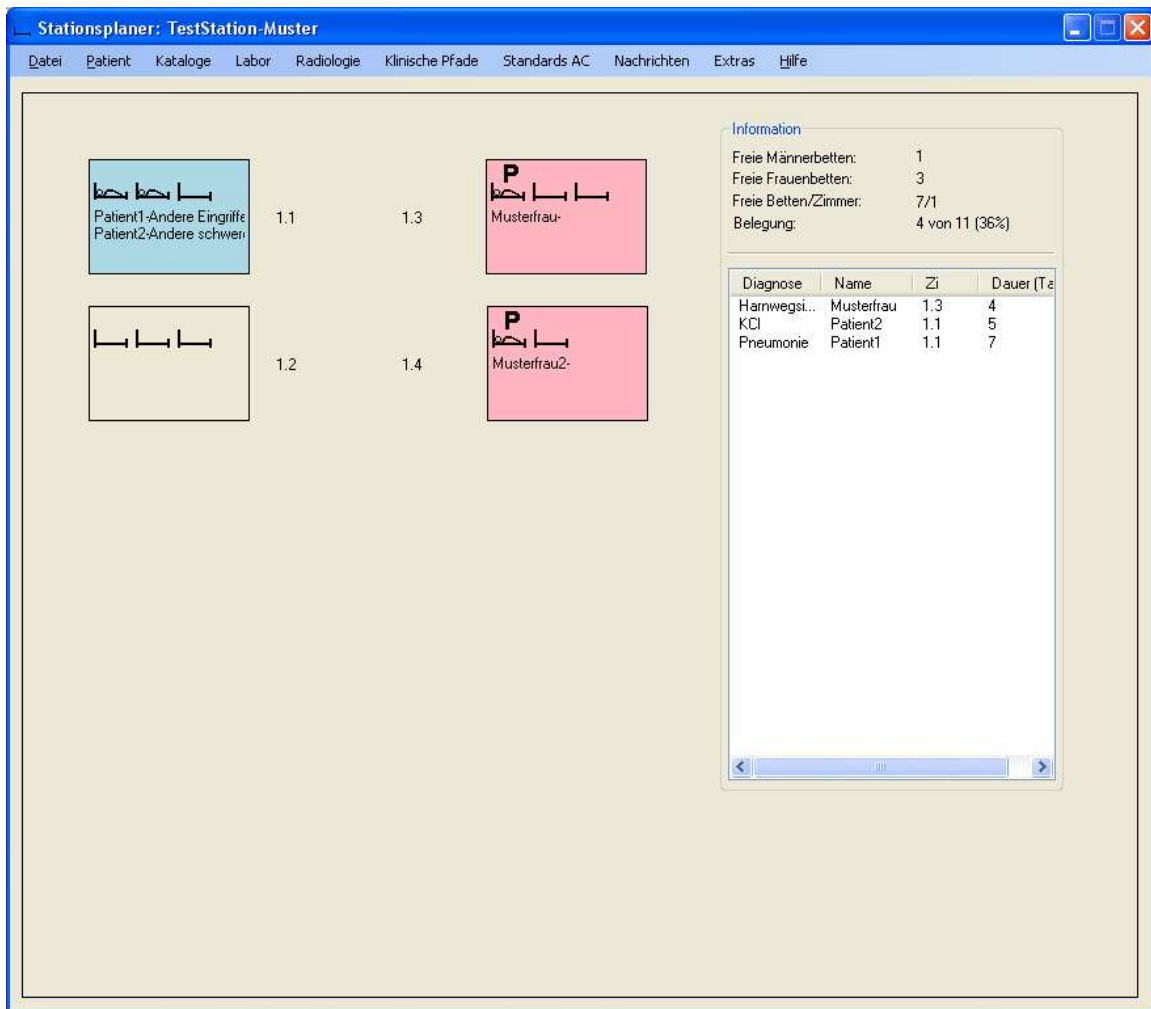 Stationsplaner: TestStation-Muster
Datei Patient Kataloge Labor Radiologie Klinische Pfade Standards AC Nachrichten Extras Hilfe
Patient1-Andere Eingriffe
Patient2-Andere schwer
1.1
1.3
P
Musterfrau-
1.2
1.4
P
Musterfrau2-
Information
Freie Männerbetten: 1
Freie Frauenbetten: 3
Freie Betten/Zimmer: 7/1
Belegung: 4 von 11 (36%)
Diagnose Name Zi Dauer (Ta
Harnwegsi... Musterfrau 1.3 4
KCI Patient2 1.1 5
Pneumonie Patient1 1.1 7